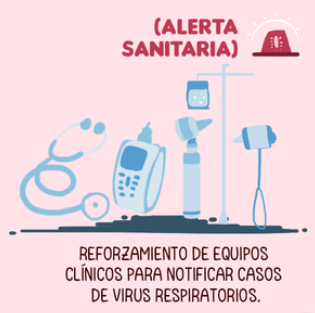 (ALERTA
SANITARIA)
REFORZAMIENTO DE EQUIPOS
CLÍNICOS PARA NOTIFICAR CASOS
DE VIRUS RESPIRATORIOS.